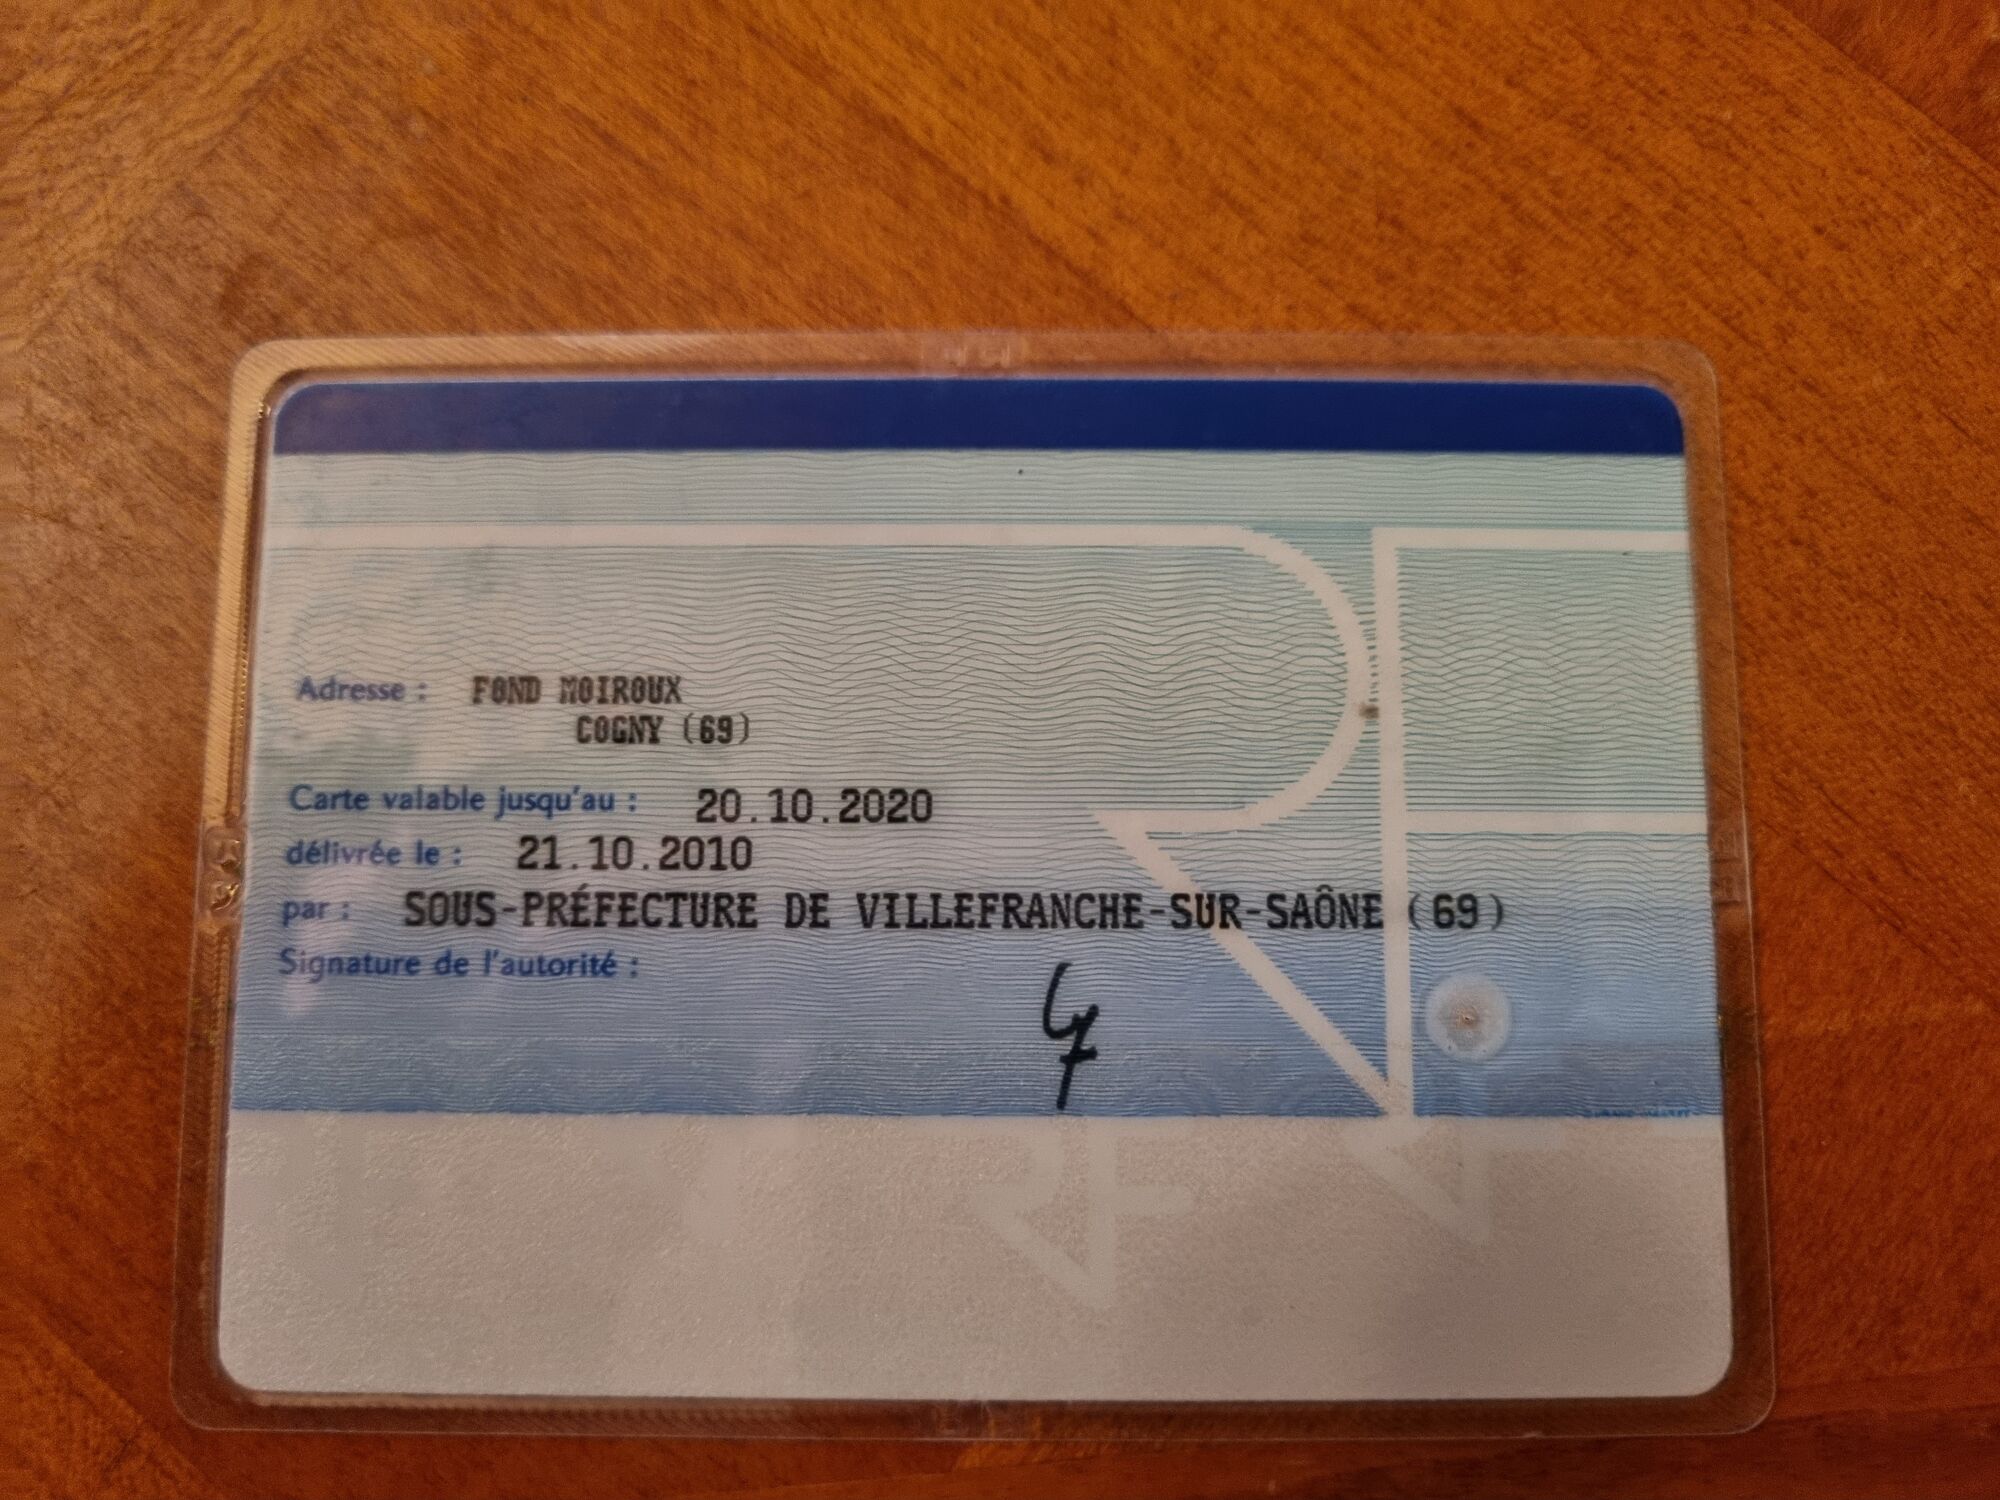 Adresse : FOND MOIROUX
COGNY (69)
Carte valable jusqu'au : 20.10.2020
délivrée le : 21.10.2010
par : SOUS-PRÉFECTURE DE VILLEFRANCHE-SUR-SAÔNE (69)
Signature de l'autorité :
RF